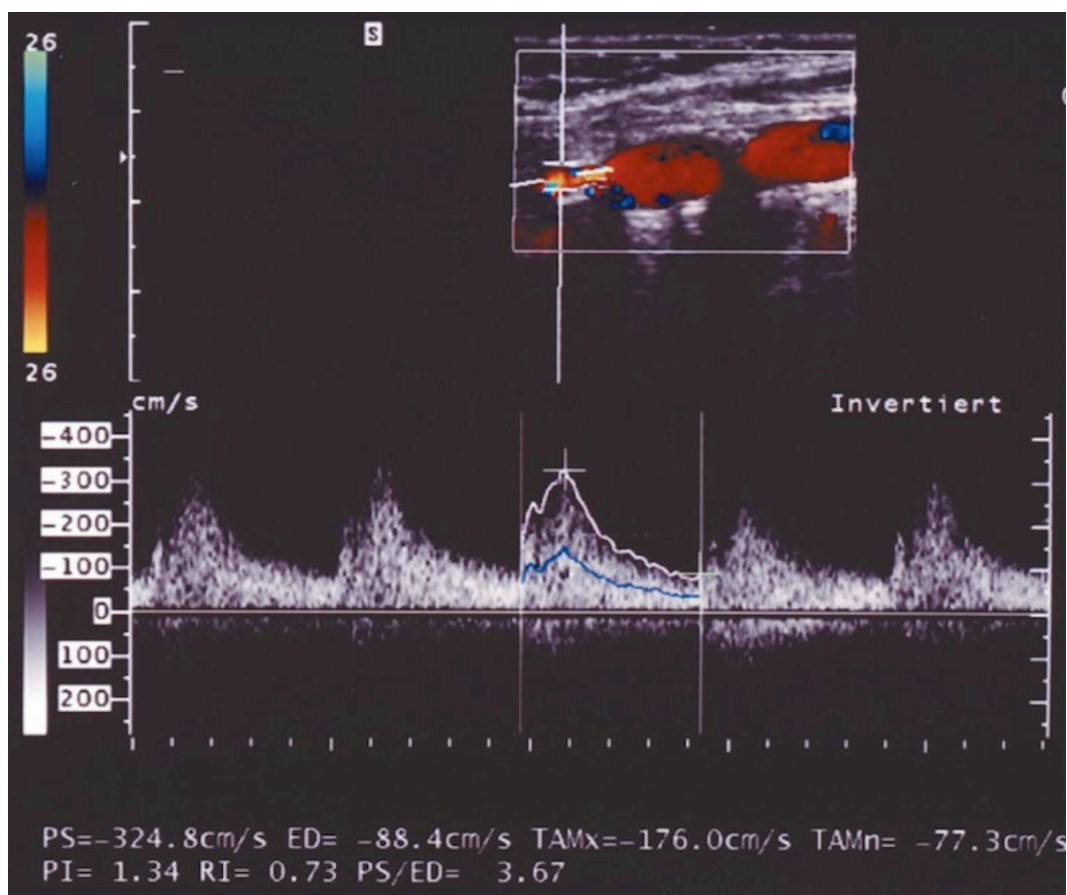 26
S
26
cm/s
Invertiert
-400
-300
-200
-100
0
100
200
PS=-324.8cm/s ED= -88.4cm/s TAMx=-176.0cm/s TAMn= -77.3cm/s
PI= 1.34 RI= 0.73 PS/ED= 3.67